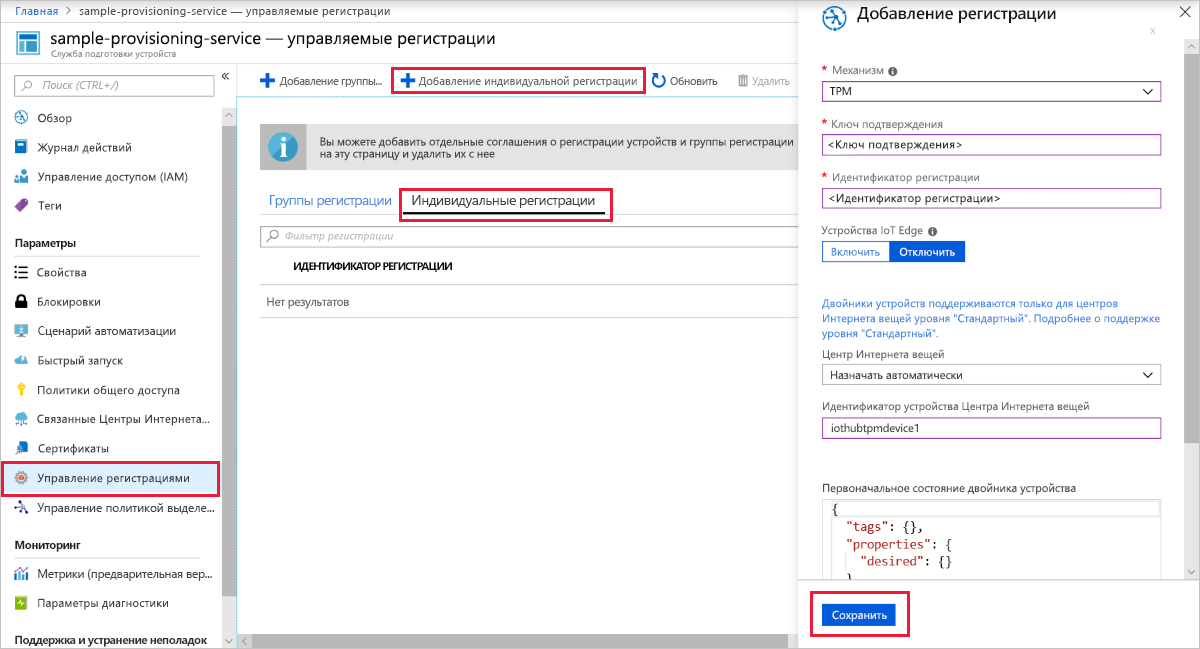 Главная > sample-provisioning-service — управляемые регистрации
sample-provisioning-service — управляемые регистрации
Служба подготовки устройств
Поиск (CTRL+/)
«
Обзор
Журнал действий
Управление доступом (IAM)
Теги
Параметры
Свойства
Блокировки
Сценарий автоматизации
Быстрый запуск
Политики общего доступа
Связанные Центры Интернета...
Сертификаты
Управление регистрациями
Управление политикой выделе...
Мониторинг
Метрики (предварительная вер...
Параметры диагностики
Поддержка и устранение неполадок
Добавление группы... Добавление индивидуальной регистрации Обновить Удалить
Вы можете добавить отдельные соглашения о регистрации устройств и группы регистрации
на эту страницу и удалить их с нее
Группы регистрации Индивидуальные регистрации
Фильтр регистрации
ИДЕНТИФИКАТОР РЕГИСТРАЦИИ
Нет результатов
Добавление регистрации
x
* Механизм
TPM
* Ключ подтверждения
<Ключ подтверждения>
* Идентификатор регистрации
<Идентификатор регистрации>
Устройства IoT Edge
Включить Отключить
Двойники устройств поддерживаются только для центров
Интернета вещей уровня "Стандартный". Подробнее о поддержке
уровня "Стандартный".
Центр Интернета вещей
Назначать автоматически
Идентификатор устройства Центра Интернета вещей
iothubtpmdevice1
Первоначальное состояние двойника устройства
{
"tags": {},
"properties": {
"desired": {}
}
Сохранить